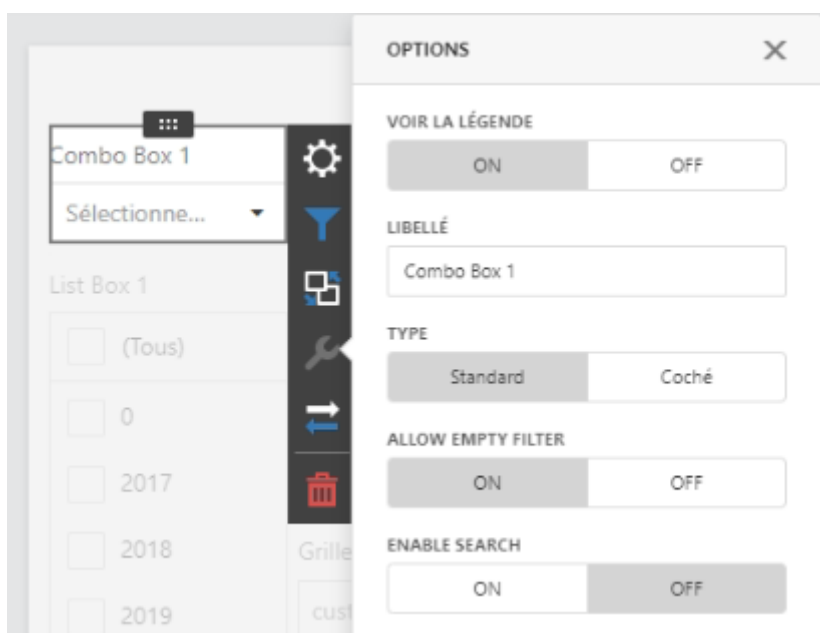 OPTIONS
VOIR LA LÉGENDE
ON OFF
LIBELLÉ
Combo Box 1
TYPE
Standard Coché
ALLOW EMPTY FILTER
ON OFF
ENABLE SEARCH
ON OFF
Combo Box 1
Sélectionne...
List Box 1
(Tous)
0
2017
2018
2019
Grille
cust